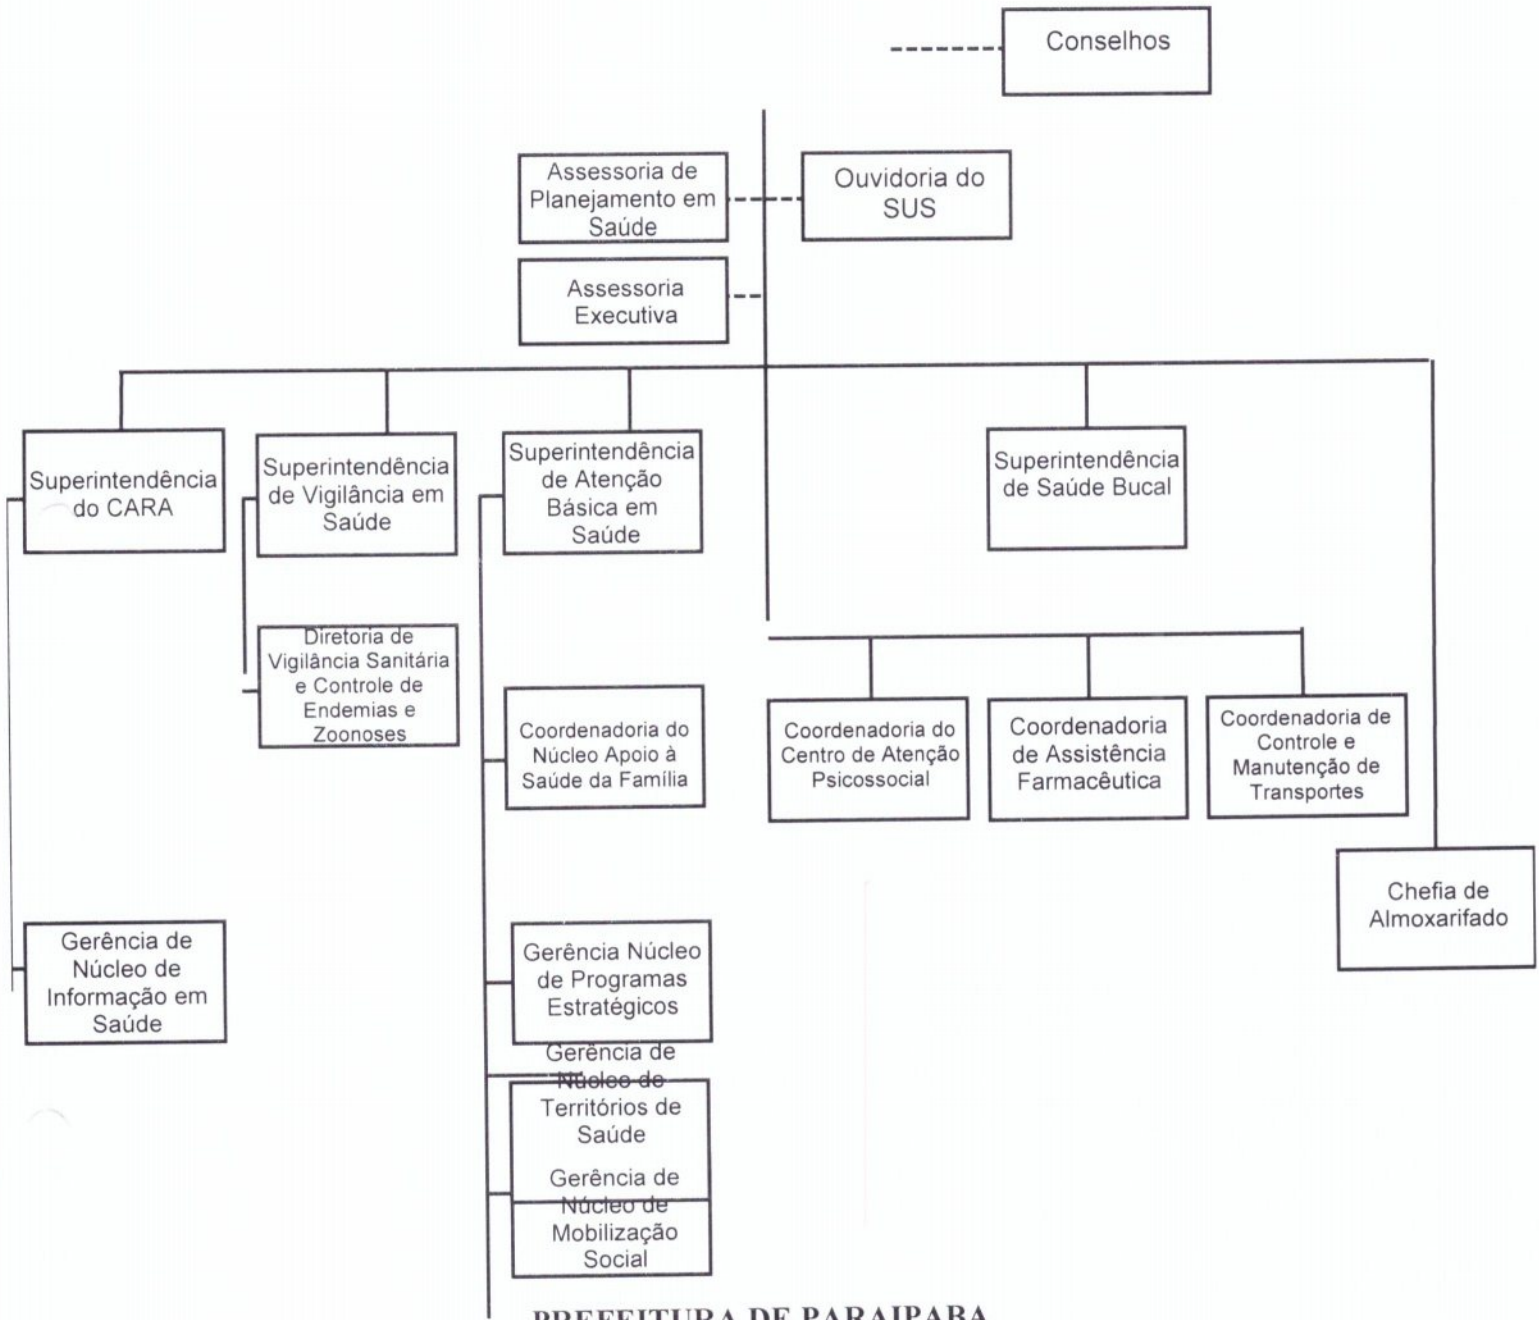 Conselhos
Assessoria de
Planejamento em
Saúde
Ouvidoria do
SUS
Assessoria
Executiva
Superintendência
do CARA
Superintendência
de Vigilância em
Saúde
Superintendência
de Atenção
Básica em
Saúde
Superintendência
de Saúde Bucal
Diretoria de
Vigilância Sanitária
e Controle de
Endemias e
Zoonoses
Coordenadoria do
Núcleo Apoio à
Saúde da Família
Coordenadoria do
Centro de Atenção
Psicossocial
Coordenadoria
de Assistência
Farmacêutica
Coordenadoria de
Controle e
Manutenção de
Transportes
Chefia de
Almoxarifado
Gerência de
Núcleo de
Informação em
Saúde
Gerência Núcleo
de Programas
Estratégicos
Gerência de
Núcleo de
Territórios de
Saúde
Gerência de
Núcleo de
Mobilização
Social
PREFEITURA DE PARAIPABA